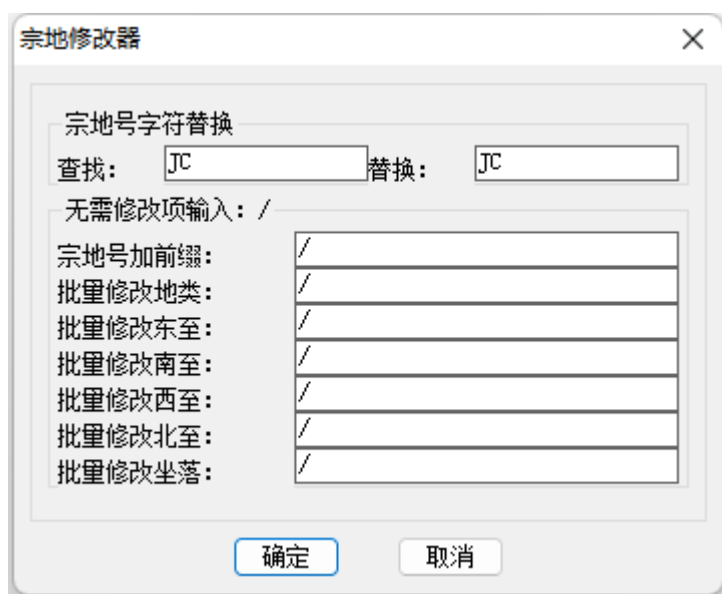 宗地修改器
宗地号字符替换
查找: JC 替换: JC
无需修改项输入: /
宗地号加前缀: /
批量修改地类: /
批量修改东至: /
批量修改南至: /
批量修改西至: /
批量修改北至: /
批量修改坐落: /
确定 取消